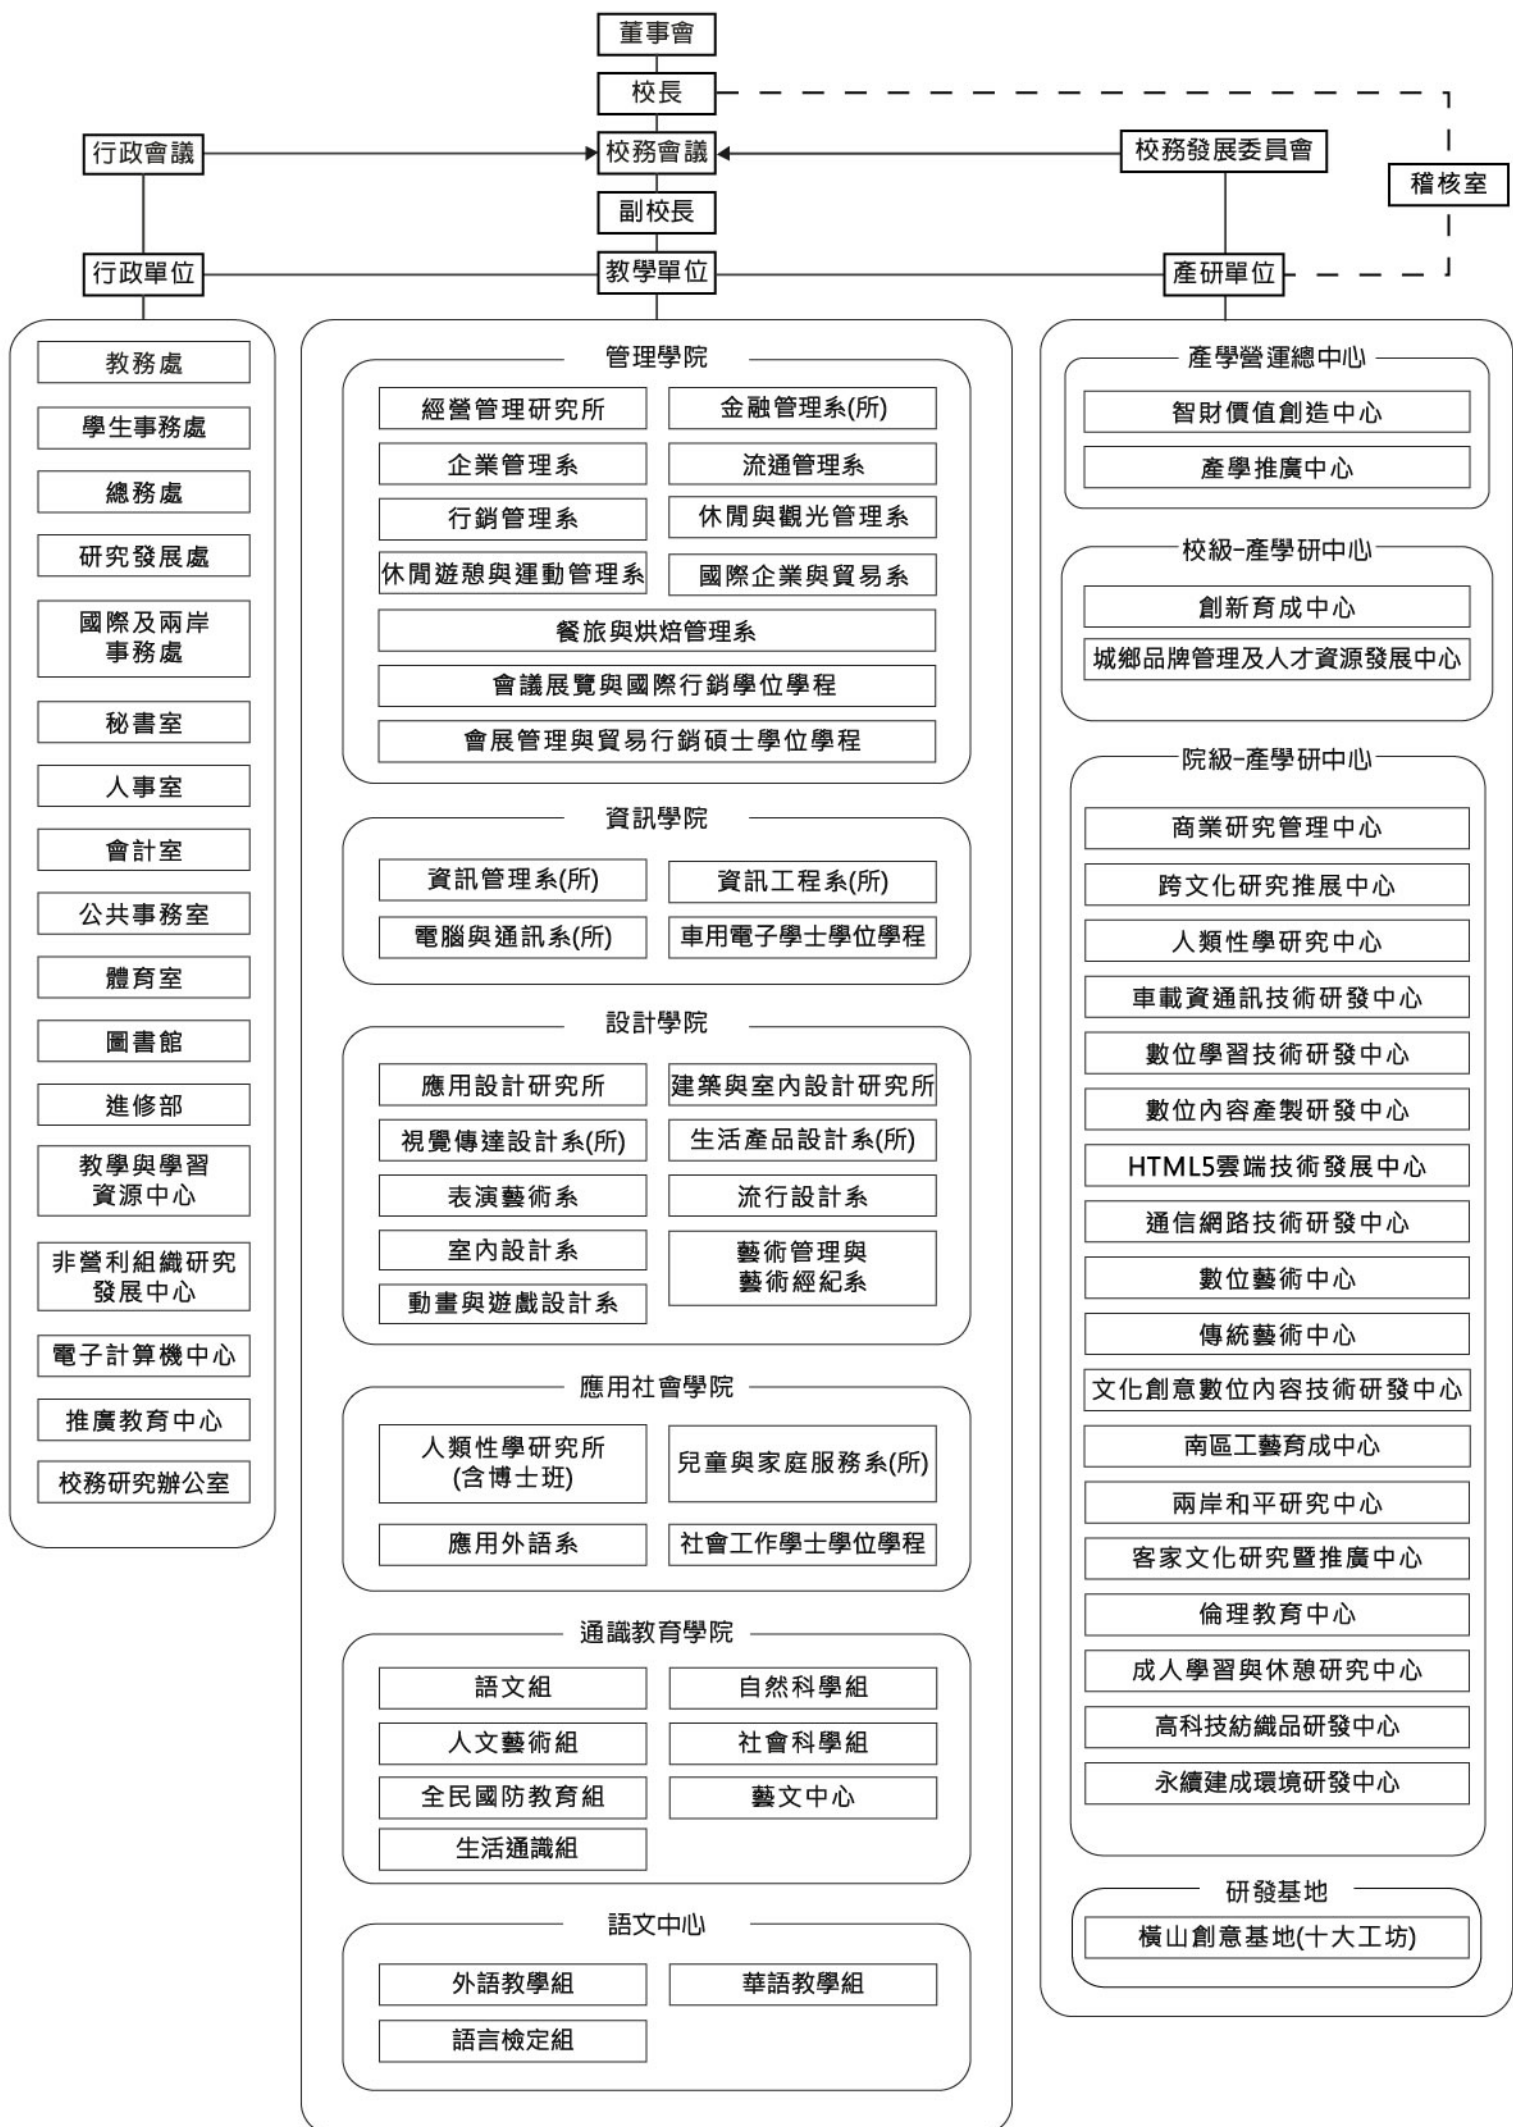 董事會
校長
行政會議
校務會議
校務發展委員會
稽核室
副校長
行政單位
教學單位
產研單位
教務處
學生事務處
總務處
研究發展處
國際及兩岸
事務處
秘書室
人事室
會計室
公共事務室
體育室
圖書館
進修部
教學與學習
資源中心
非營利組織研究
發展中心
電子計算機中心
推廣教育中心
校務研究辦公室
管理學院
經營管理研究所
金融管理系(所)
企業管理系
流通管理系
行銷管理系
休閒與觀光管理系
休閒遊憩與運動管理系
國際企業與貿易系
餐旅與烘焙管理系
會議展覽與國際行銷學位學程
會展管理與貿易行銷碩士學位學程
資訊學院
資訊管理系(所)
資訊工程系(所)
電腦與通訊系(所)
車用電子學士學位學程
設計學院
應用設計研究所
建築與室內設計研究所
視覺傳達設計系(所)
生活產品設計系(所)
表演藝術系
流行設計系
室內設計系
藝術管理與
藝術經紀系
動畫與遊戲設計系
應用社會學院
人類性學研究所
(含博士班)
兒童與家庭服務系(所)
應用外語系
社會工作學士學位學程
通識教育學院
語文組
自然科學組
人文藝術組
社會科學組
全民國防教育組
藝文中心
生活通識組
語文中心
外語教學組
華語教學組
語言檢定組
產學營運總中心
智財價值創造中心
產學推廣中心
校級-產學研中心
創新育成中心
城鄉品牌管理及人才資源發展中心
院級-產學研中心
商業研究管理中心
跨文化研究推展中心
人類性學研究中心
車載資通訊技術研發中心
數位學習技術研發中心
數位內容產製研發中心
HTML5雲端技術發展中心
通信網路技術研發中心
數位藝術中心
傳統藝術中心
文化創意數位內容技術研發中心
南區工藝育成中心
兩岸和平研究中心
客家文化研究暨推廣中心
倫理教育中心
成人學習與休憩研究中心
高科技紡織品研發中心
永續建成環境研發中心
研發基地
橫山創意基地(十大工坊)